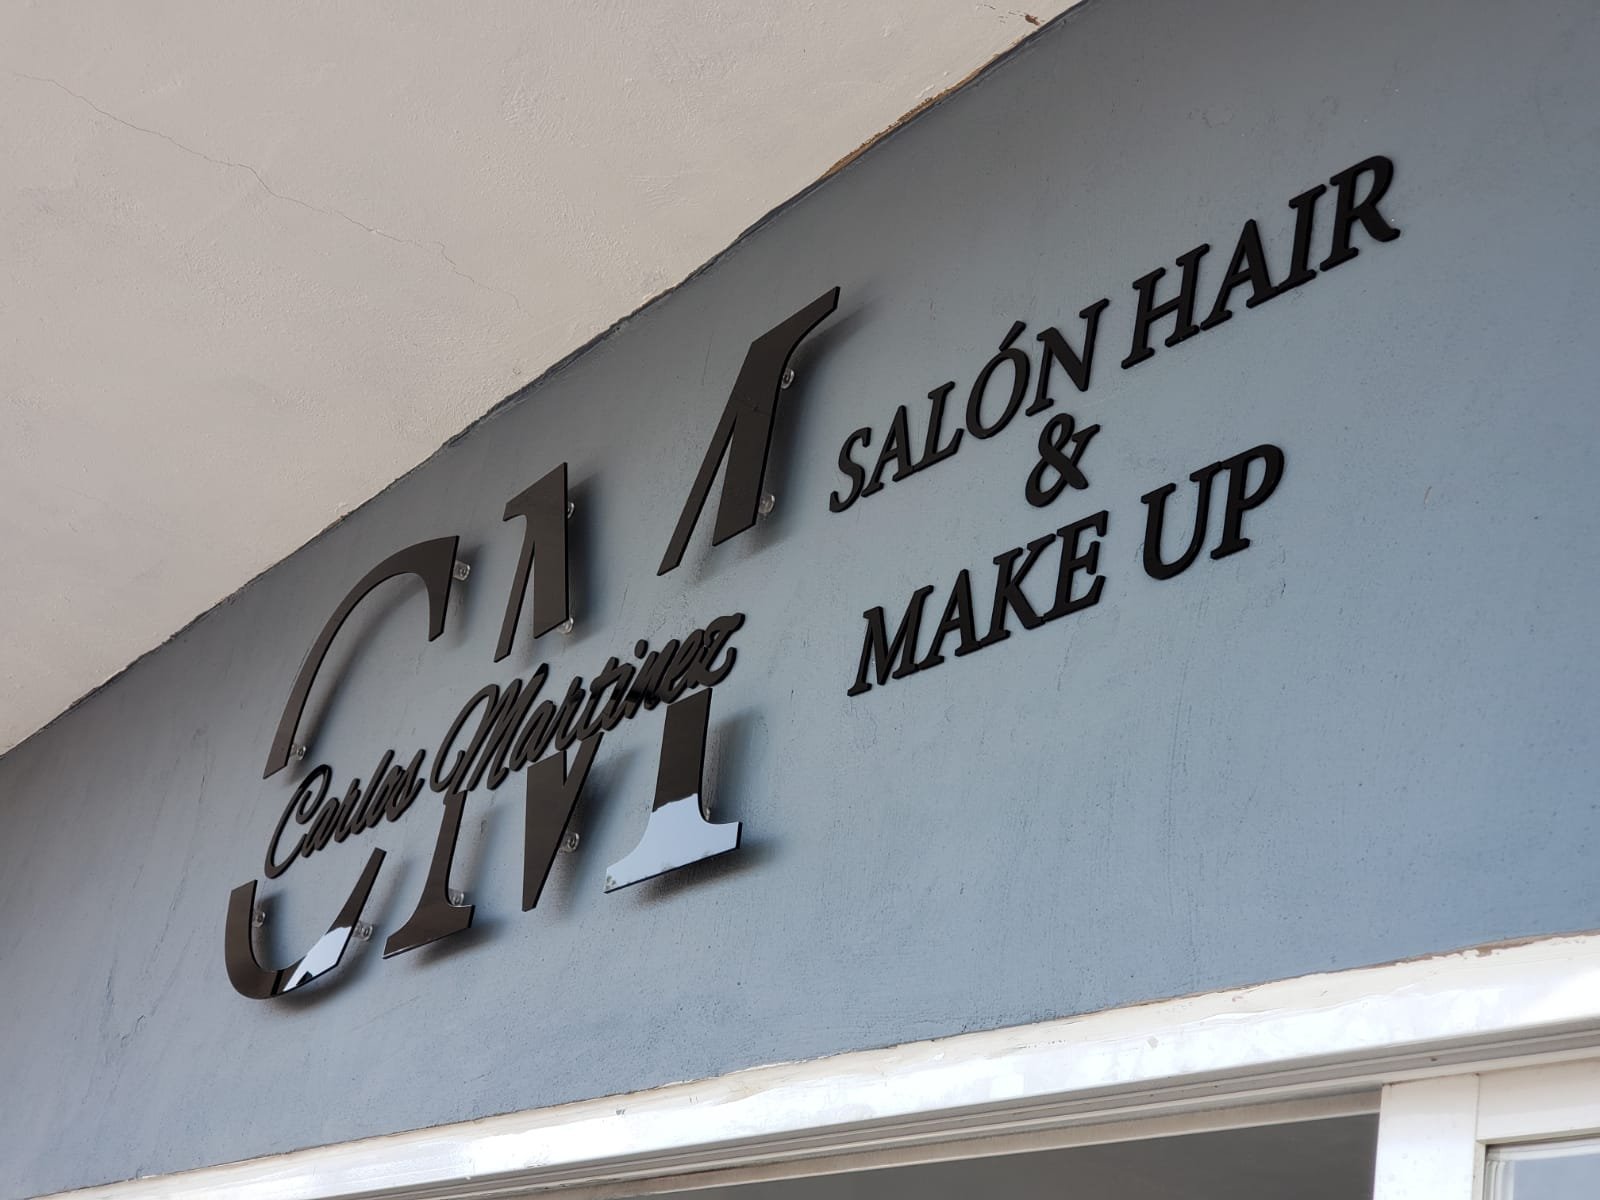 CM
Carlos Martinez
SALÓN HAIR
&
MAKE UP